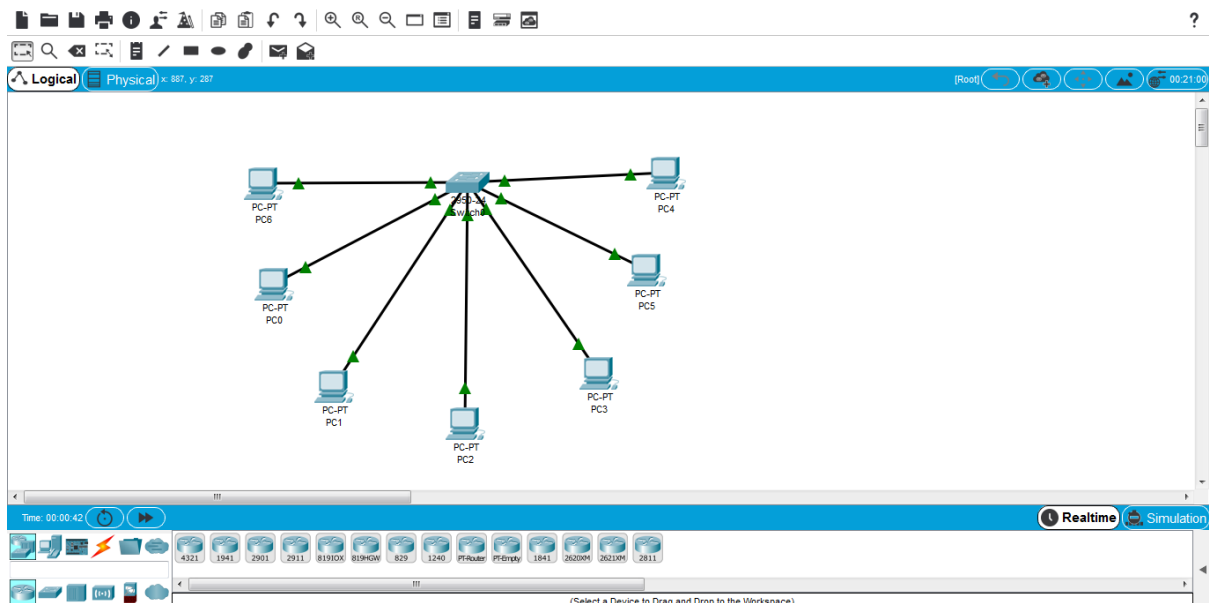 ?
Logical Physical x: 887, y: 287 [Root] 00:21:00
PC-PT
PC6
2950-24
Switch0
PC-PT
PC4
PC-PT
PC0
PC-PT
PC5
PC-PT
PC1
PC-PT
PC3
PC-PT
PC2
Time: 00:00:42 Realtime Simulation
4321 1941 2901 2911 819IOX 819HGW 829 1240 PT-Router PT-Empty 1841 2620XM 2621XM 2811
(Select a Device to Drag and Drop to the Workspace)